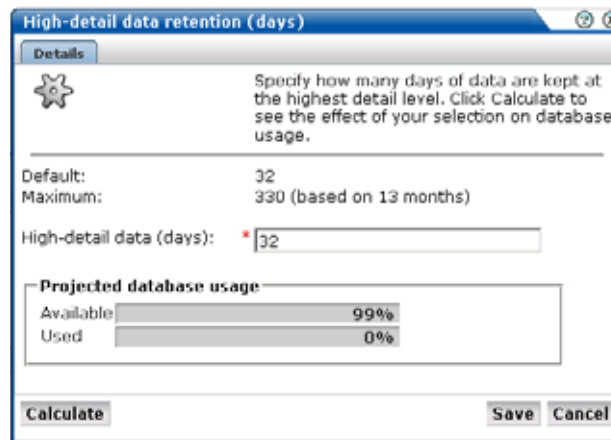 High-detail data retention (days)
Details
Specify how many days of data are kept at
the highest detail level. Click Calculate to
see the effect of your selection on database
usage.
Default: 32
Maximum: 330 (based on 13 months)
High-detail data (days): * 32
Projected database usage
Available 99%
Used 0%
Calculate Save Cancel